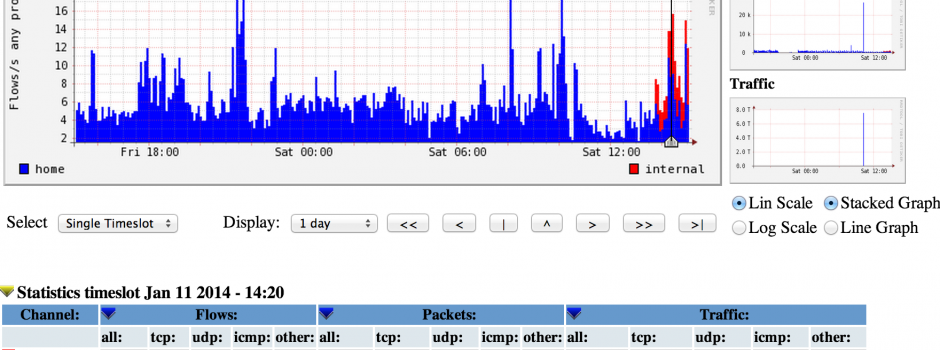 16
14
12
10
8
6
4
2
Flows/s any pro
Fri 18:00 Sat 00:00 Sat 06:00 Sat 12:00
home internal
20 k
10 k
0
Sat 00:00 Sat 12:00
Traffic
8.0 T
6.0 T
4.0 T
2.0 T
0.0
Sat 00:00 Sat 12:00
Lin Scale Stacked Graph
Log Scale Line Graph
Select Single Timeslot Display: 1 day << < | ^ > >> >|
Statistics timeslot Jan 11 2014 - 14:20
Channel: Flows: Packets: Traffic:
all: tcp: udp: icmp: other: all: tcp: udp: icmp: other: all: tcp: udp: icmp: other: